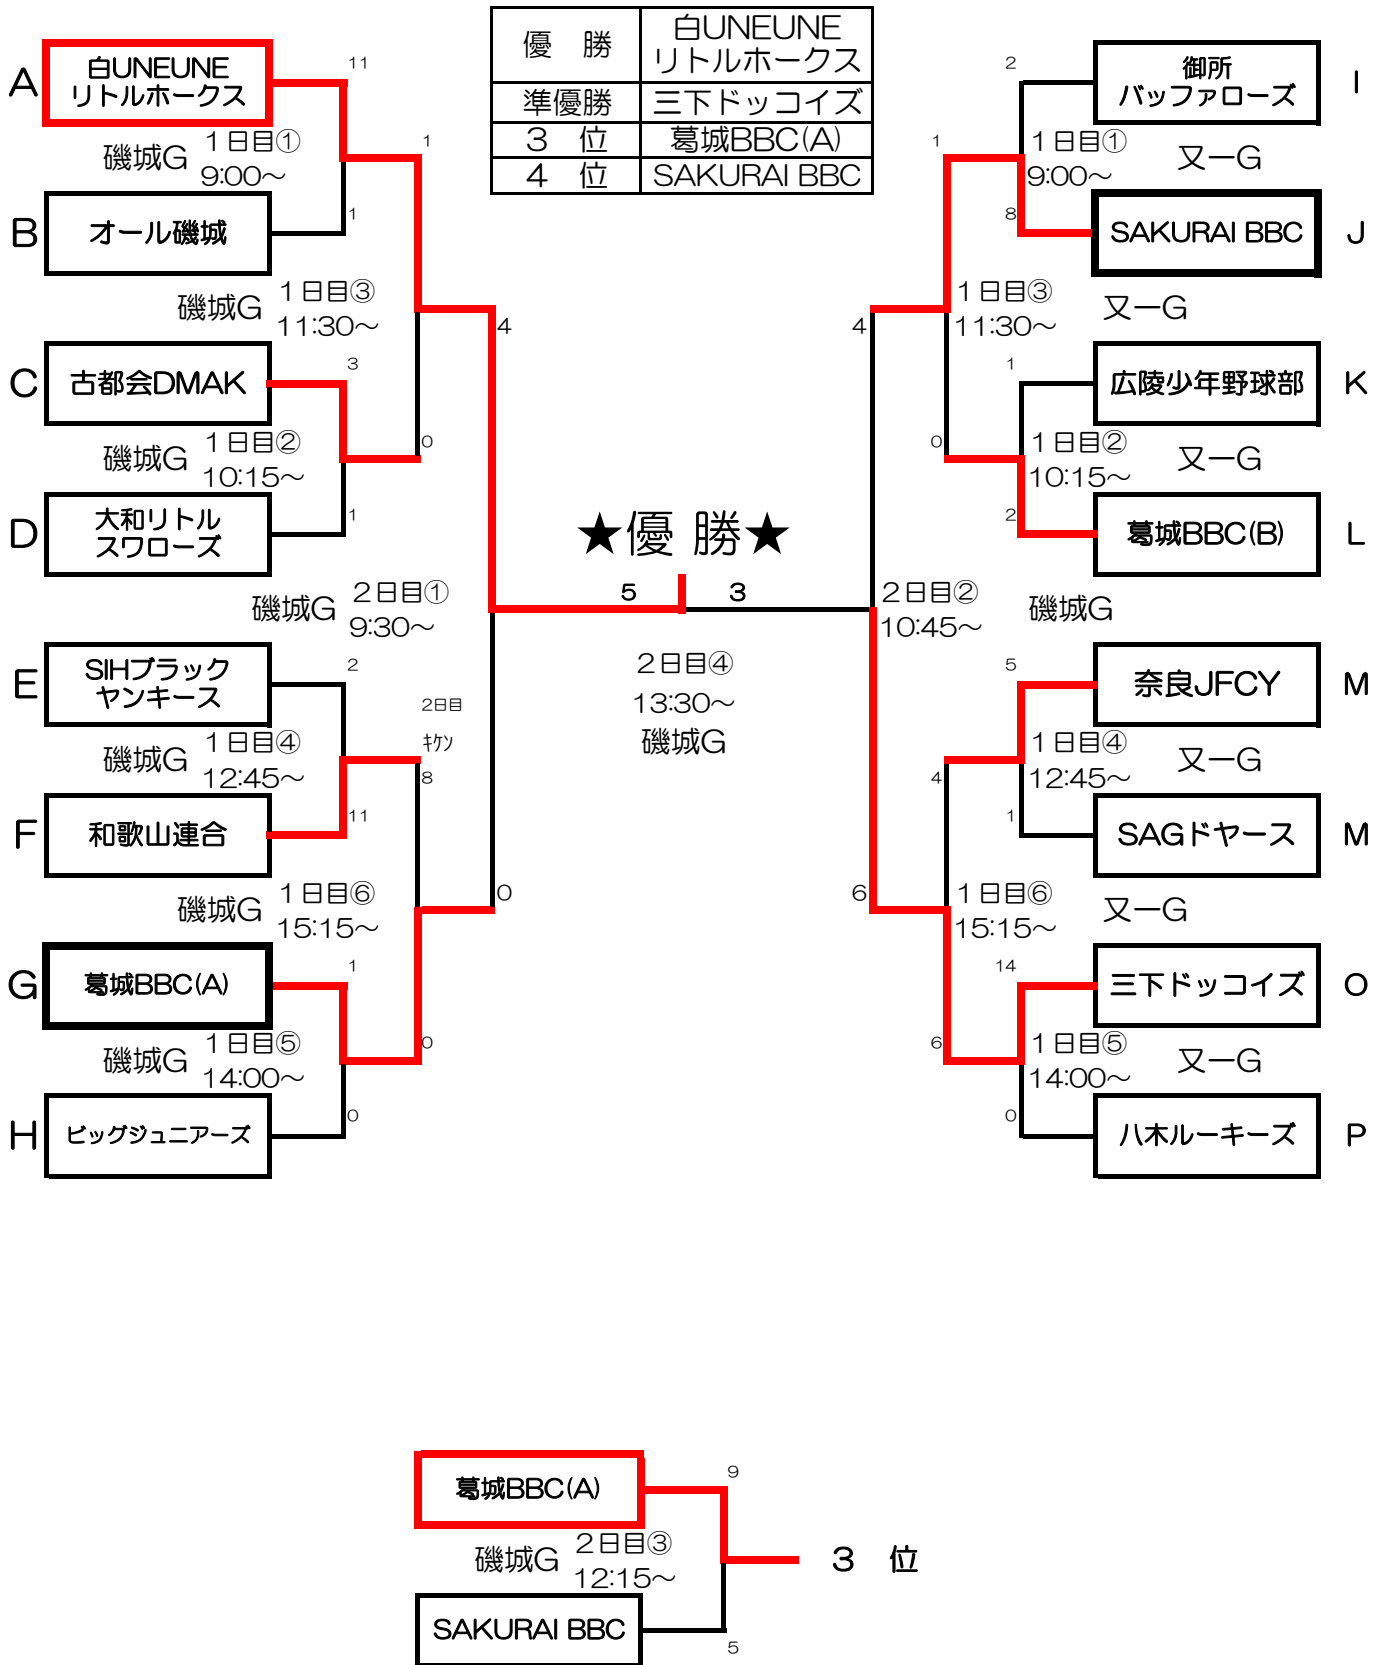 優　勝
白UNEUNE
リトルホークス
準優勝
三下ドッコイズ
3　位
葛城BBC(A)
4　位
SAKURAI BBC
A
白UNEUNE
リトルホークス
11
磯城G
1日目①
9:00～
1
B
オール磯城
1
磯城G
1日目③
11:30～
4
C
古都会DMAK
3
磯城G
1日目②
10:15～
0
D
大和リトル
スワローズ
1
磯城G
2日目①
9:30～
E
SIHブラック
ヤンキース
2
2日目
キケン
磯城G
1日目④
12:45～
8
F
和歌山連合
11
磯城G
1日目⑥
15:15～
0
G
葛城BBC(A)
1
磯城G
1日目⑤
14:00～
0
H
ビッグジュニアーズ
0
★優 勝★
5
3
2日目④
13:30～
磯城G
2
御所
バッファローズ
I
1
1日目①
9:00～
又一G
8
SAKURAI BBC
J
4
1日目③
11:30～
又一G
1
広陵少年野球部
K
0
1日目②
10:15～
又一G
2
葛城BBC(B)
L
2日目②
10:45～
磯城G
5
奈良JFCY
M
4
1日目④
12:45～
又一G
1
SAGドヤース
M
6
1日目⑥
15:15～
又一G
14
三下ドッコイズ
O
6
1日目⑤
14:00～
又一G
0
八木ルーキーズ
P
葛城BBC(A)
9
磯城G
2日目③
12:15～
3　位
SAKURAI BBC
5